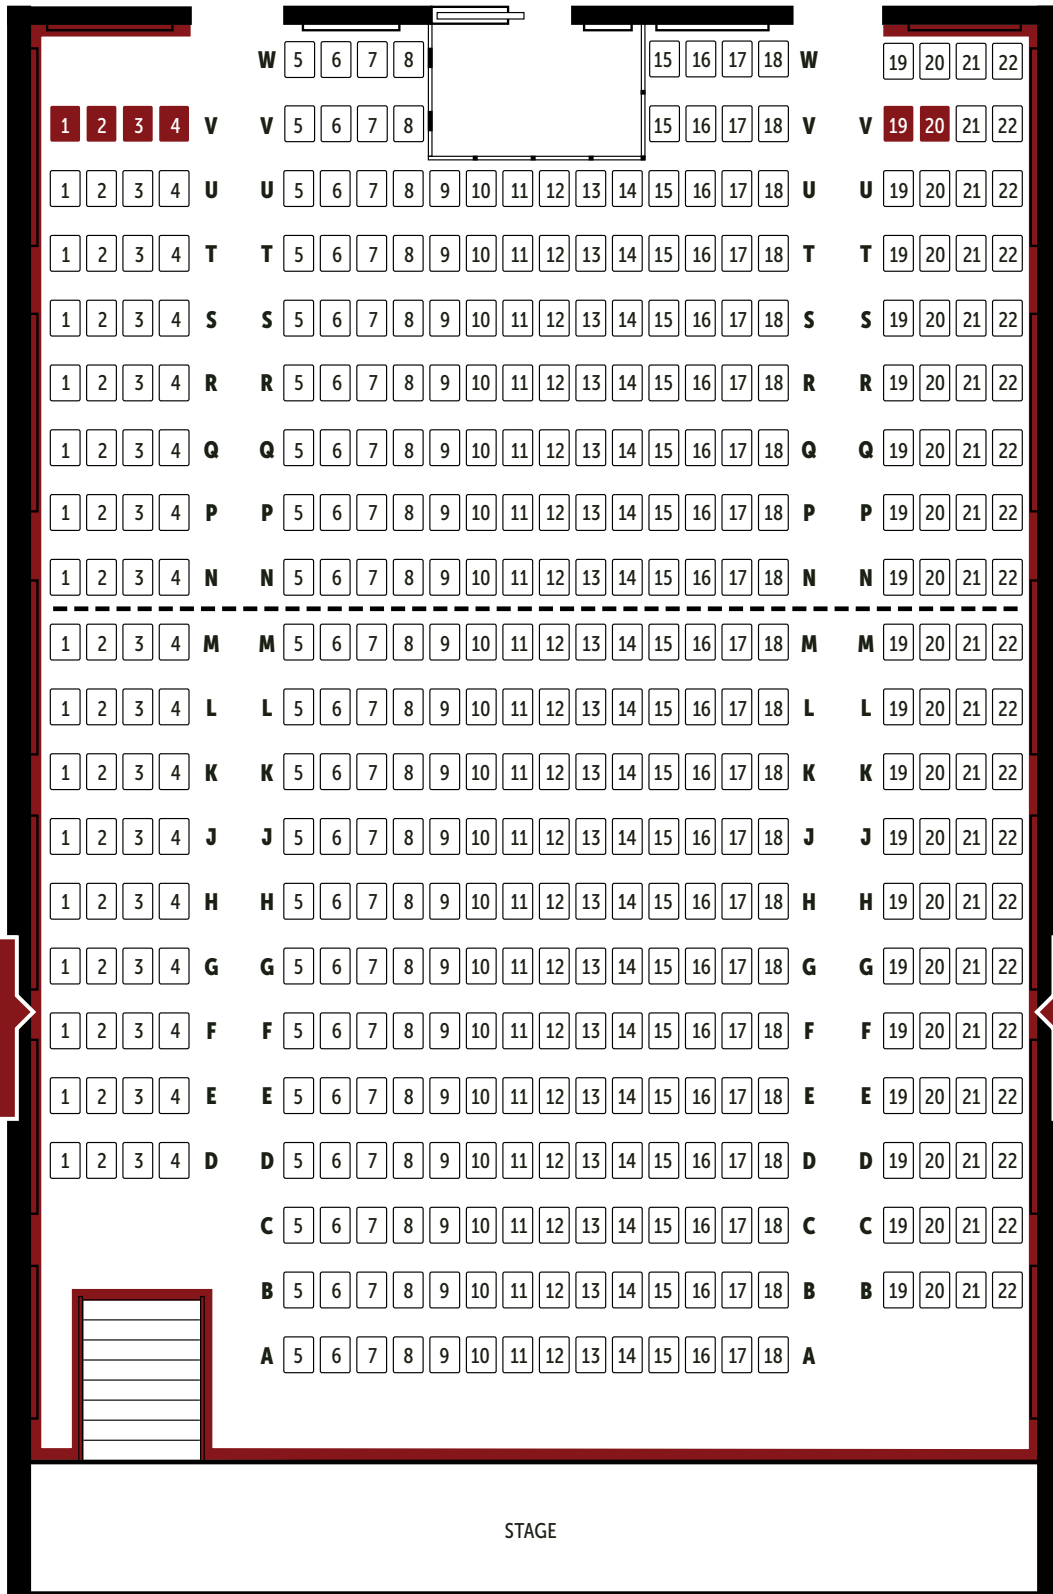 W 5 6 7 8 15 16 17 18 W 19 20 21 22
1 2 3 4 V V 5 6 7 8 15 16 17 18 V V 19 20 21 22
1 2 3 4 U U 5 6 7 8 9 10 11 12 13 14 15 16 17 18 U U 19 20 21 22
1 2 3 4 T T 5 6 7 8 9 10 11 12 13 14 15 16 17 18 T T 19 20 21 22
1 2 3 4 S S 5 6 7 8 9 10 11 12 13 14 15 16 17 18 S S 19 20 21 22
1 2 3 4 R R 5 6 7 8 9 10 11 12 13 14 15 16 17 18 R R 19 20 21 22
1 2 3 4 Q Q 5 6 7 8 9 10 11 12 13 14 15 16 17 18 Q Q 19 20 21 22
1 2 3 4 P P 5 6 7 8 9 10 11 12 13 14 15 16 17 18 P P 19 20 21 22
1 2 3 4 N N 5 6 7 8 9 10 11 12 13 14 15 16 17 18 N N 19 20 21 22
1 2 3 4 M M 5 6 7 8 9 10 11 12 13 14 15 16 17 18 M M 19 20 21 22
1 2 3 4 L L 5 6 7 8 9 10 11 12 13 14 15 16 17 18 L L 19 20 21 22
1 2 3 4 K K 5 6 7 8 9 10 11 12 13 14 15 16 17 18 K K 19 20 21 22
1 2 3 4 J J 5 6 7 8 9 10 11 12 13 14 15 16 17 18 J J 19 20 21 22
1 2 3 4 H H 5 6 7 8 9 10 11 12 13 14 15 16 17 18 H H 19 20 21 22
1 2 3 4 G G 5 6 7 8 9 10 11 12 13 14 15 16 17 18 G G 19 20 21 22
1 2 3 4 F F 5 6 7 8 9 10 11 12 13 14 15 16 17 18 F F 19 20 21 22
1 2 3 4 E E 5 6 7 8 9 10 11 12 13 14 15 16 17 18 E E 19 20 21 22
1 2 3 4 D D 5 6 7 8 9 10 11 12 13 14 15 16 17 18 D D 19 20 21 22
C 5 6 7 8 9 10 11 12 13 14 15 16 17 18 C C 19 20 21 22
B 5 6 7 8 9 10 11 12 13 14 15 16 17 18 B B 19 20 21 22
A 5 6 7 8 9 10 11 12 13 14 15 16 17 18 A
STAGE